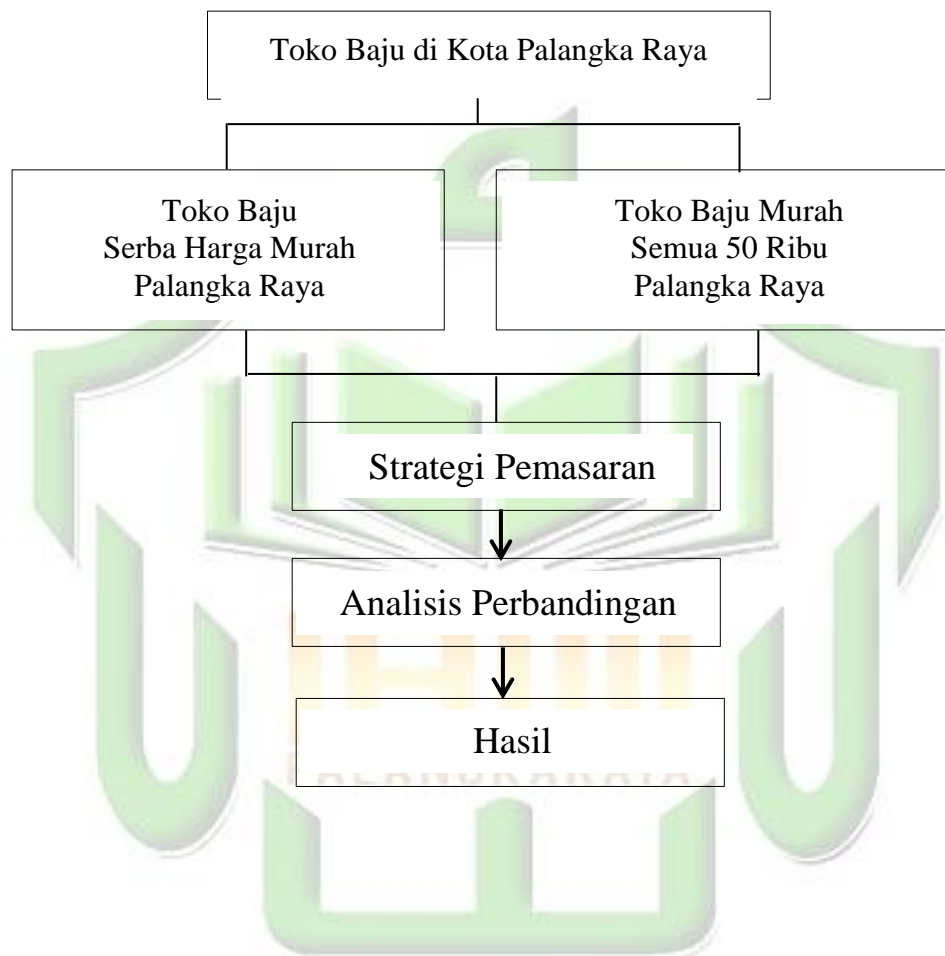 Toko Baju di Kota Palangka Raya
Toko Baju
Serba Harga Murah
Palangka Raya
Toko Baju Murah
Semua 50 Ribu
Palangka Raya
Strategi Pemasaran
Analisis Perbandingan
Hasil
PALANGKARAYA